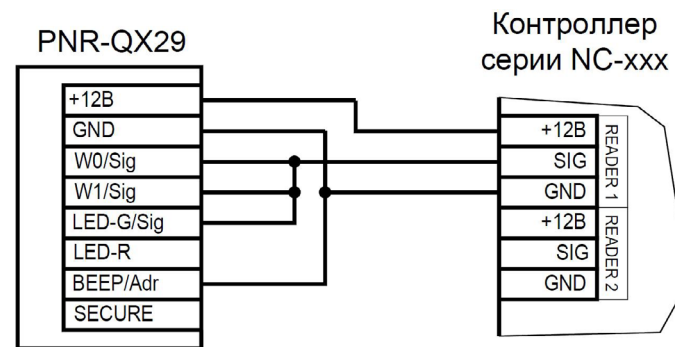 PNR-QX29
+12В
GND
W0/Sig
W1/Sig
LED-G/Sig
LED-R
BEEP/Adr
SECURE
Контроллер
серии NC-xxx
+12В
SIG
GND
READER 1
+12В
SIG
GND
READER 2